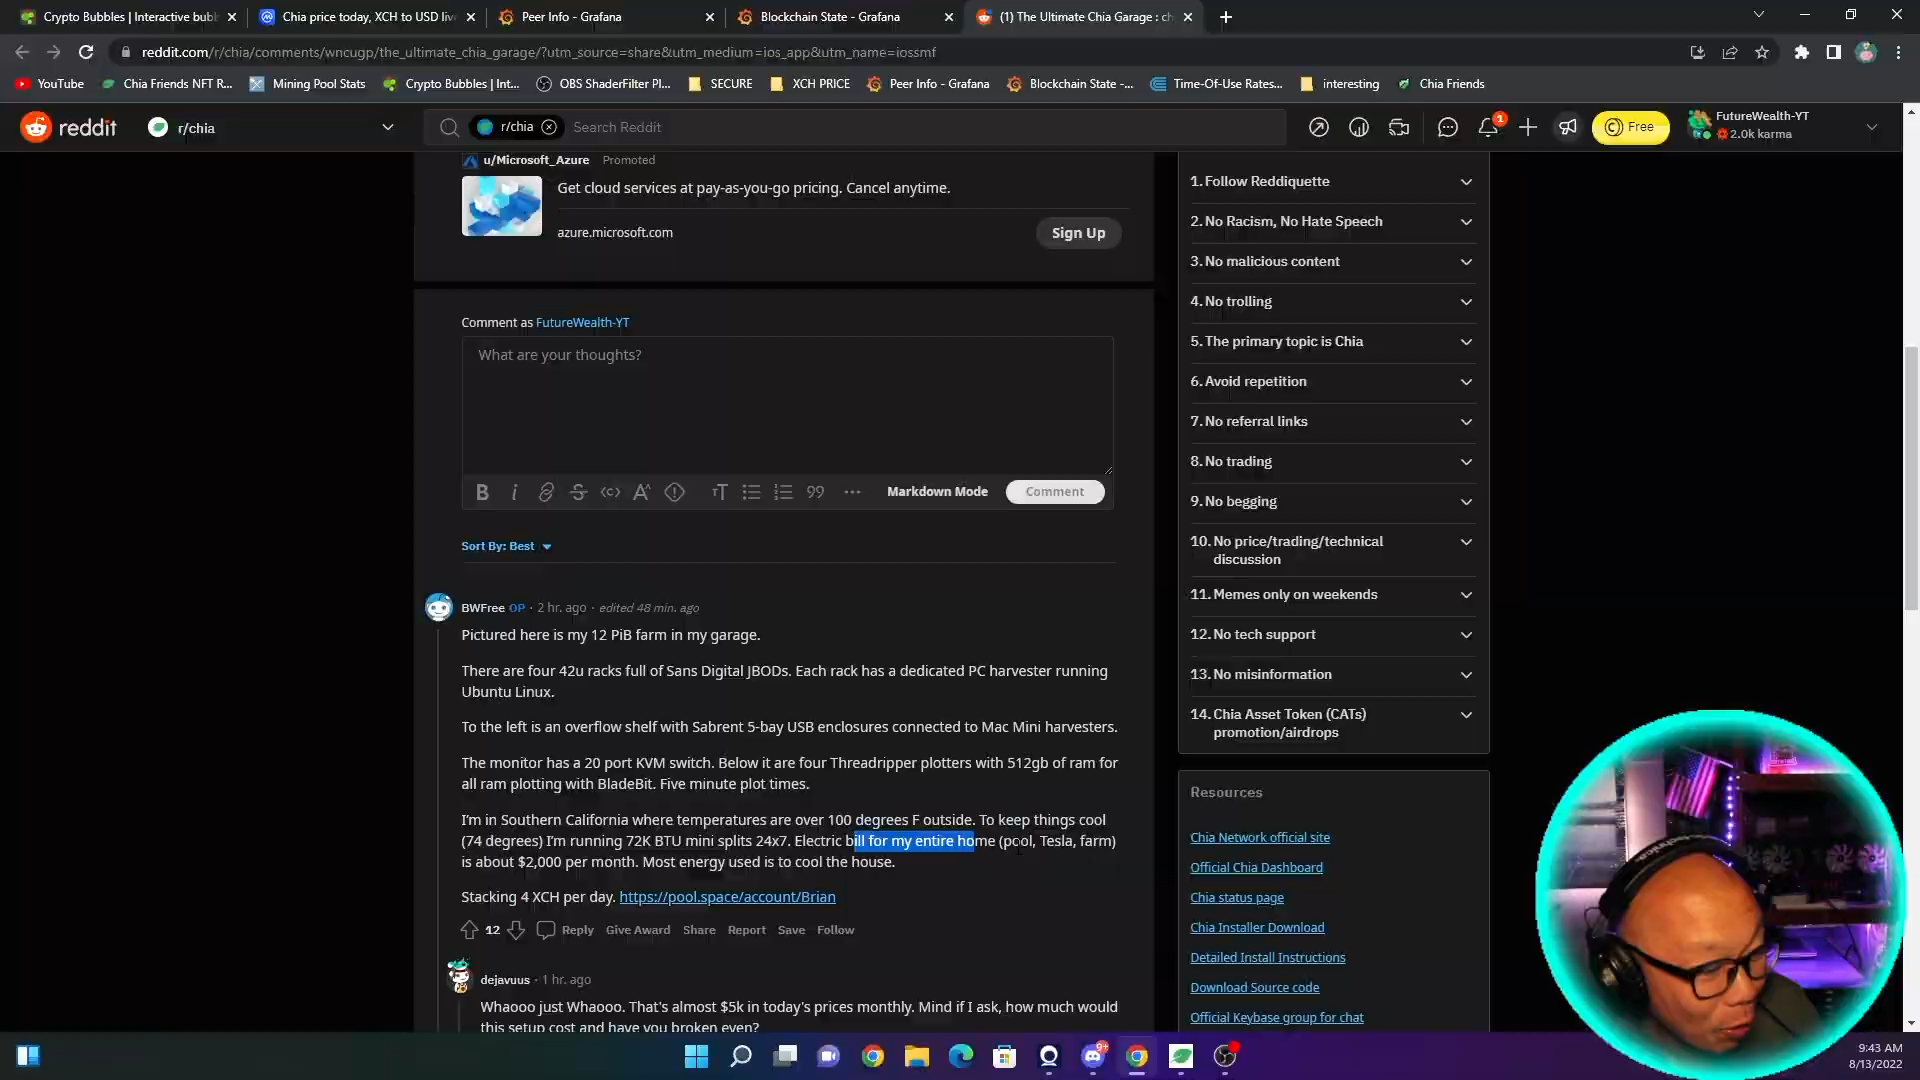 Crypto Bubbles | Interactive bub
Chia price today, XCH to USD live
Peer Info - Grafana
Blockchain State - Grafana
(1) The Ultimate Chia Garage : ch
reddit.com/r/chia/comments/wncugp/the_ultimate_chia_garage/?utm_source=share&utm_medium=ios_app&utm_name=iossmf
YouTube
Chia Friends NFT R...
Mining Pool Stats
Crypto Bubbles | Int...
OBS ShaderFilter Pl...
SECURE
XCH PRICE
Peer Info - Grafana
Blockchain State -...
Time-Of-Use Rates...
interesting
Chia Friends
reddit
r/chia
r/chia
Search Reddit
1
Free
FutureWealth-YT
2.0k karma
u/Microsoft_Azure Promoted
Get cloud services at pay-as-you-go pricing. Cancel anytime.
azure.microsoft.com
Sign Up
Comment as FutureWealth-YT
What are your thoughts?
Markdown Mode
Comment
Sort By: Best
BWFree OP · 2 hr. ago · edited 48 min. ago
Pictured here is my 12 PiB farm in my garage.
There are four 42u racks full of Sans Digital JBODs. Each rack has a dedicated PC harvester running
Ubuntu Linux.
To the left is an overflow shelf with Sabrent 5-bay USB enclosures connected to Mac Mini harvesters.
The monitor has a 20 port KVM switch. Below it are four Threadripper plotters with 512gb of ram for
all ram plotting with BladeBit. Five minute plot times.
I'm in Southern California where temperatures are over 100 degrees F outside. To keep things cool
(74 degrees) I'm running 72K BTU mini splits 24x7. Electric bill for my entire home (pool, Tesla, farm)
is about $2,000 per month. Most energy used is to cool the house.
Stacking 4 XCH per day. https://pool.space/account/Brian
12
Reply
Give Award
Share
Report
Save
Follow
dejavuus · 1 hr. ago
Whaooo just Whaooo. That's almost $5k in today's prices monthly. Mind if I ask, how much would
this setup cost and have you broken even?
1. Follow Reddiquette
2. No Racism, No Hate Speech
3. No malicious content
4. No trolling
5. The primary topic is Chia
6. Avoid repetition
7. No referral links
8. No trading
9. No begging
10. No price/trading/technical
discussion
11. Memes only on weekends
12. No tech support
13. No misinformation
14. Chia Asset Token (CATs)
promotion/airdrops
Resources
Chia Network official site
Official Chia Dashboard
Chia status page
Chia Installer Download
Detailed Install Instructions
Download Source code
Official Keybase group for chat
9+
9:43 AM
8/13/2022